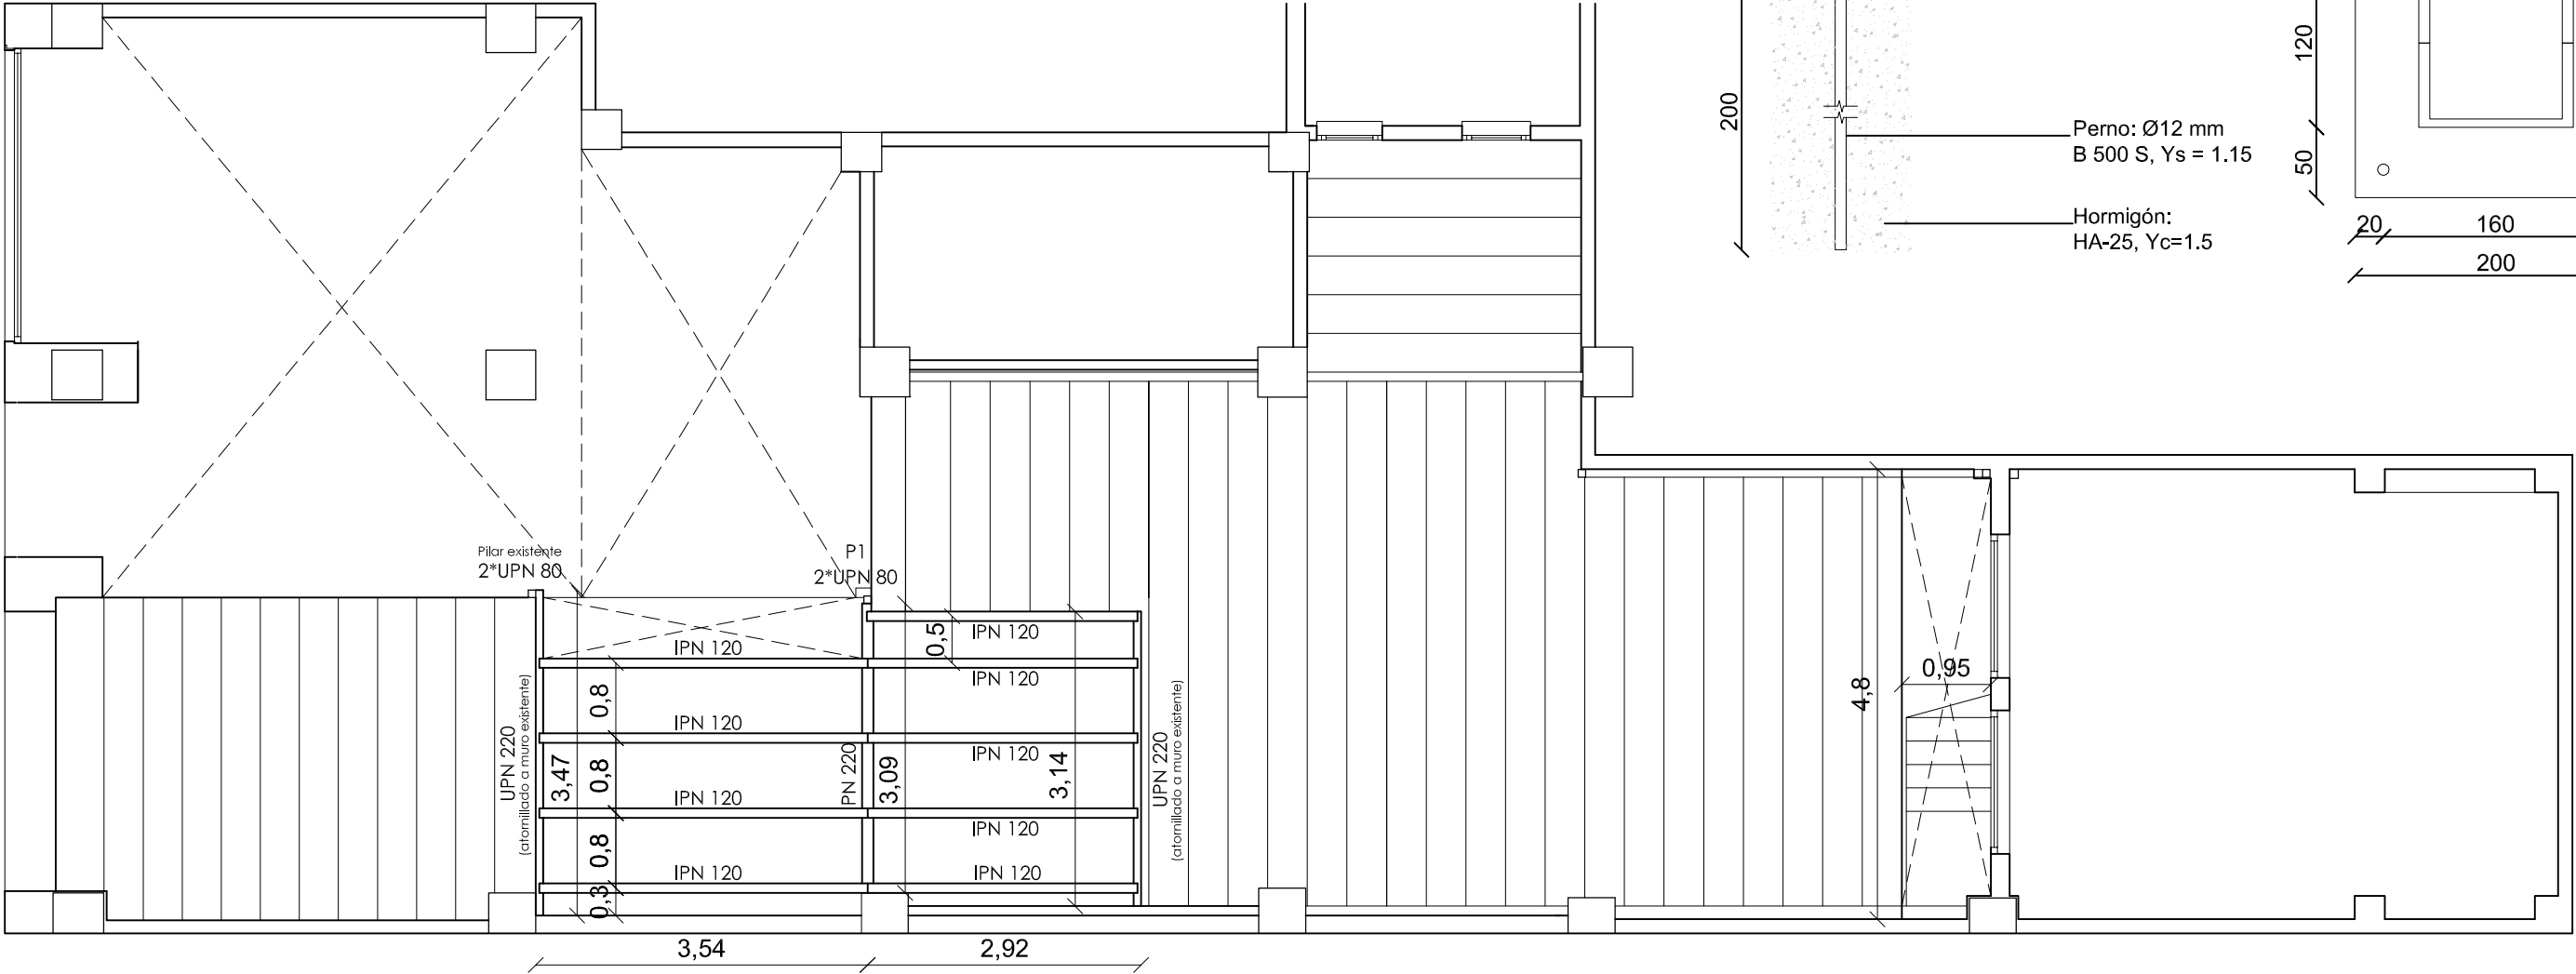 200
120
50
Perno: Ø12 mm
B 500 S, Ys = 1.15
Hormigón:
HA-25, Yc=1.5
20
160
200
Pilar existente
2*UPN 80
P1
2*UPN 80
IPN 120
IPN 120
IPN 120
IPN 120
IPN 120
IPN 120
IPN 120
IPN 120
IPN 120
0,5
0,8
0,8
0,8
0,3
3,47
UPN 220
(atornillado a muro existente)
PN 220
3,09
3,14
UPN 220
(atornillado a muro existente)
4,8
0,95
3,54
2,92